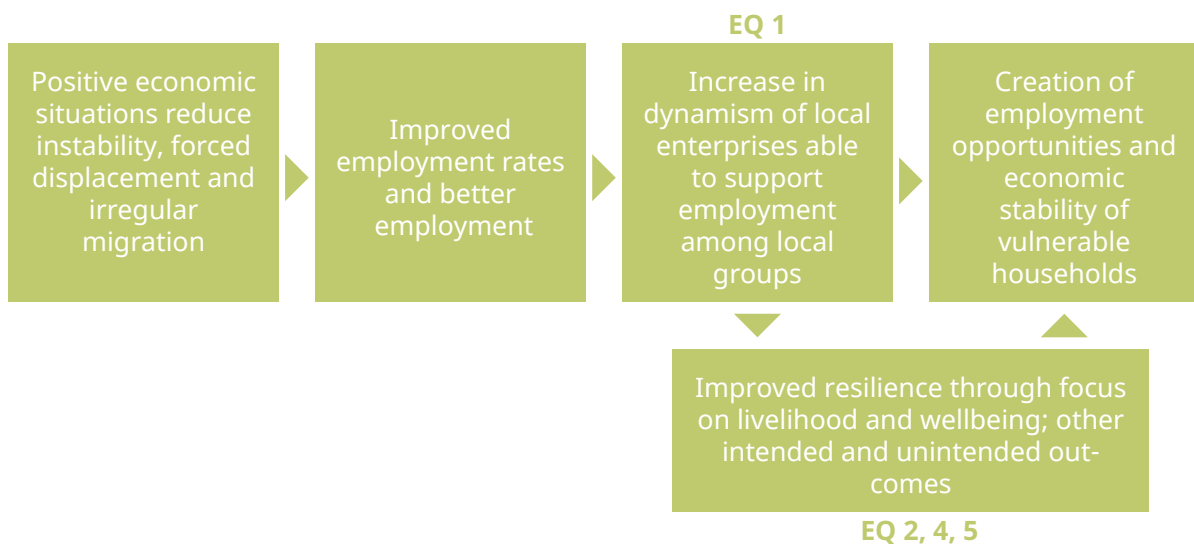 EQ 1
Positive economic
situations reduce
instability, forced
displacement and
irregular
migration
Improved
employment rates
and better
employment
Increase in
dynamism of local
enterprises able
to support
employment
among local
groups
Creation of
employment
opportunities and
economic
stability of
vulnerable
households
Improved resilience through focus
on livelihood and wellbeing; other
intended and unintended out-
comes
EQ 2, 4, 5